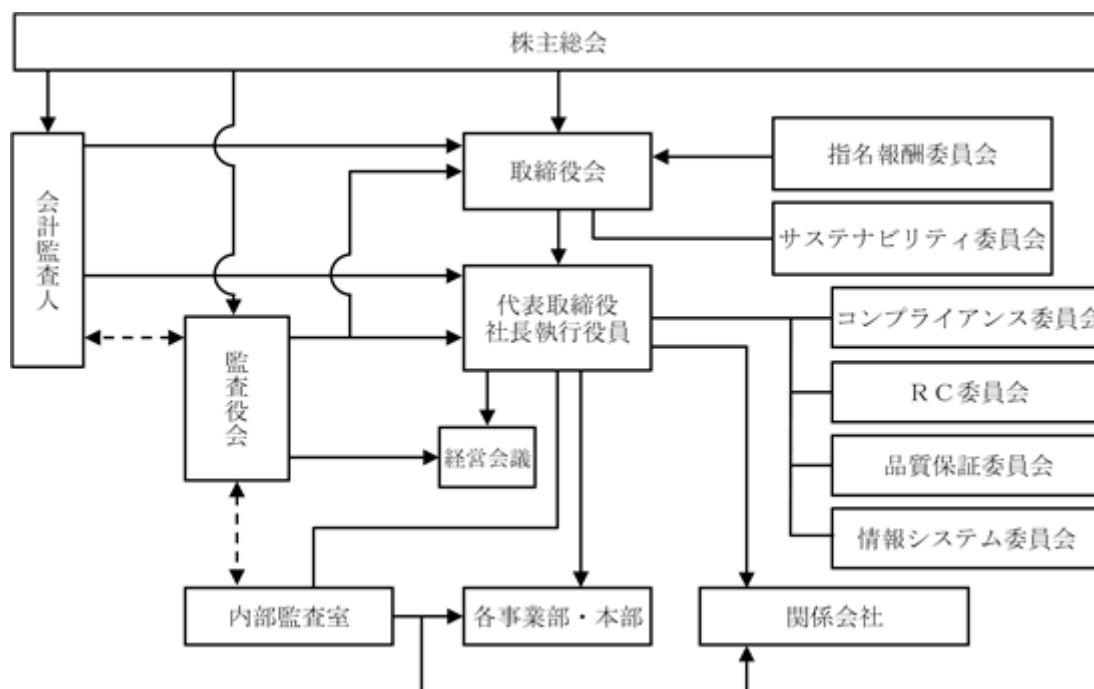 株主総会
会計監査人
取締役会
指名報酬委員会
サステナビリティ委員会
代表取締役
社長執行役員
コンプライアンス委員会
監査役会
RC委員会
経営会議
品質保証委員会
情報システム委員会
内部監査室
各事業部・本部
関係会社